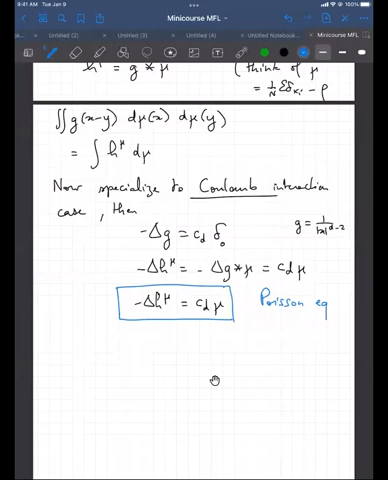 9:41 AM Tue Jan 9
100%
Minicourse MFL
Untitled (2)
Untitled (3)
Untitled (4)
Untitled Notebook...
Minicourse MFL
h^μ = g * μ
(think of μ
= 1/N Σδ_{x_i} - ρ
∬ g(x-y) dμ(x) dμ(y)
= ∫ h^μ dμ
Now specialize to Coulomb interaction
case, then
-Δg = c_d δ_0
g = 1/|x|^{d-2}
-Δh^μ = - Δg * μ = c_d μ
-Δh^μ = c_d μ
Poisson eq